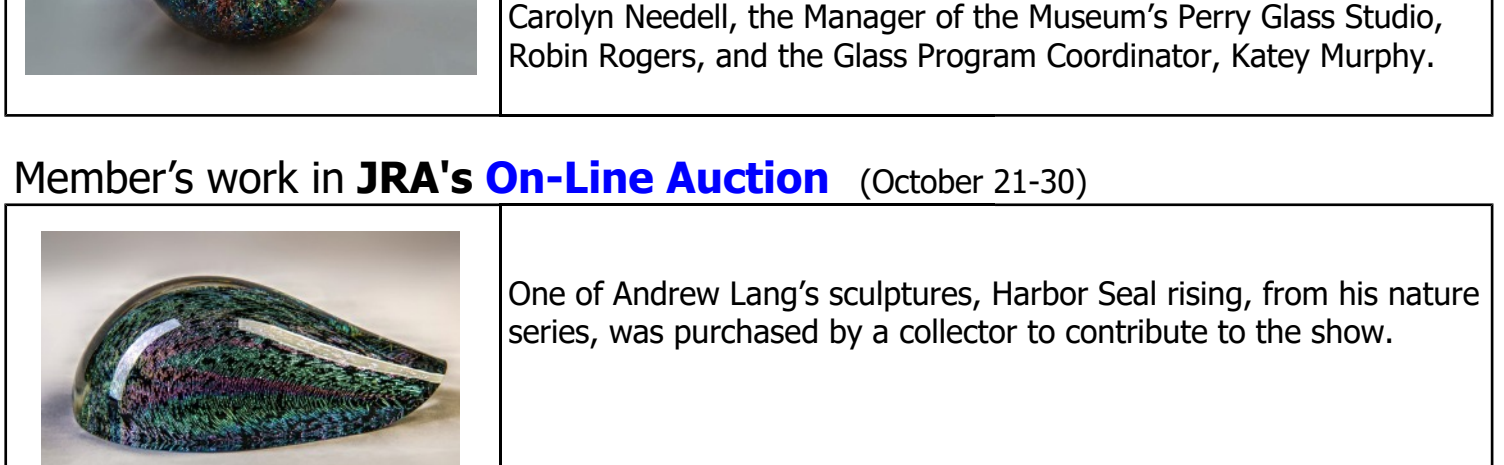 Carolyn Needell, the Manager of the Museum’s Perry Glass Studio,
Robin Rogers, and the Glass Program Coordinator, Katey Murphy.
Member’s work in JRA's On-Line Auction (October 21-30)
One of Andrew Lang’s sculptures, Harbor Seal rising, from his nature
series, was purchased by a collector to contribute to the show.